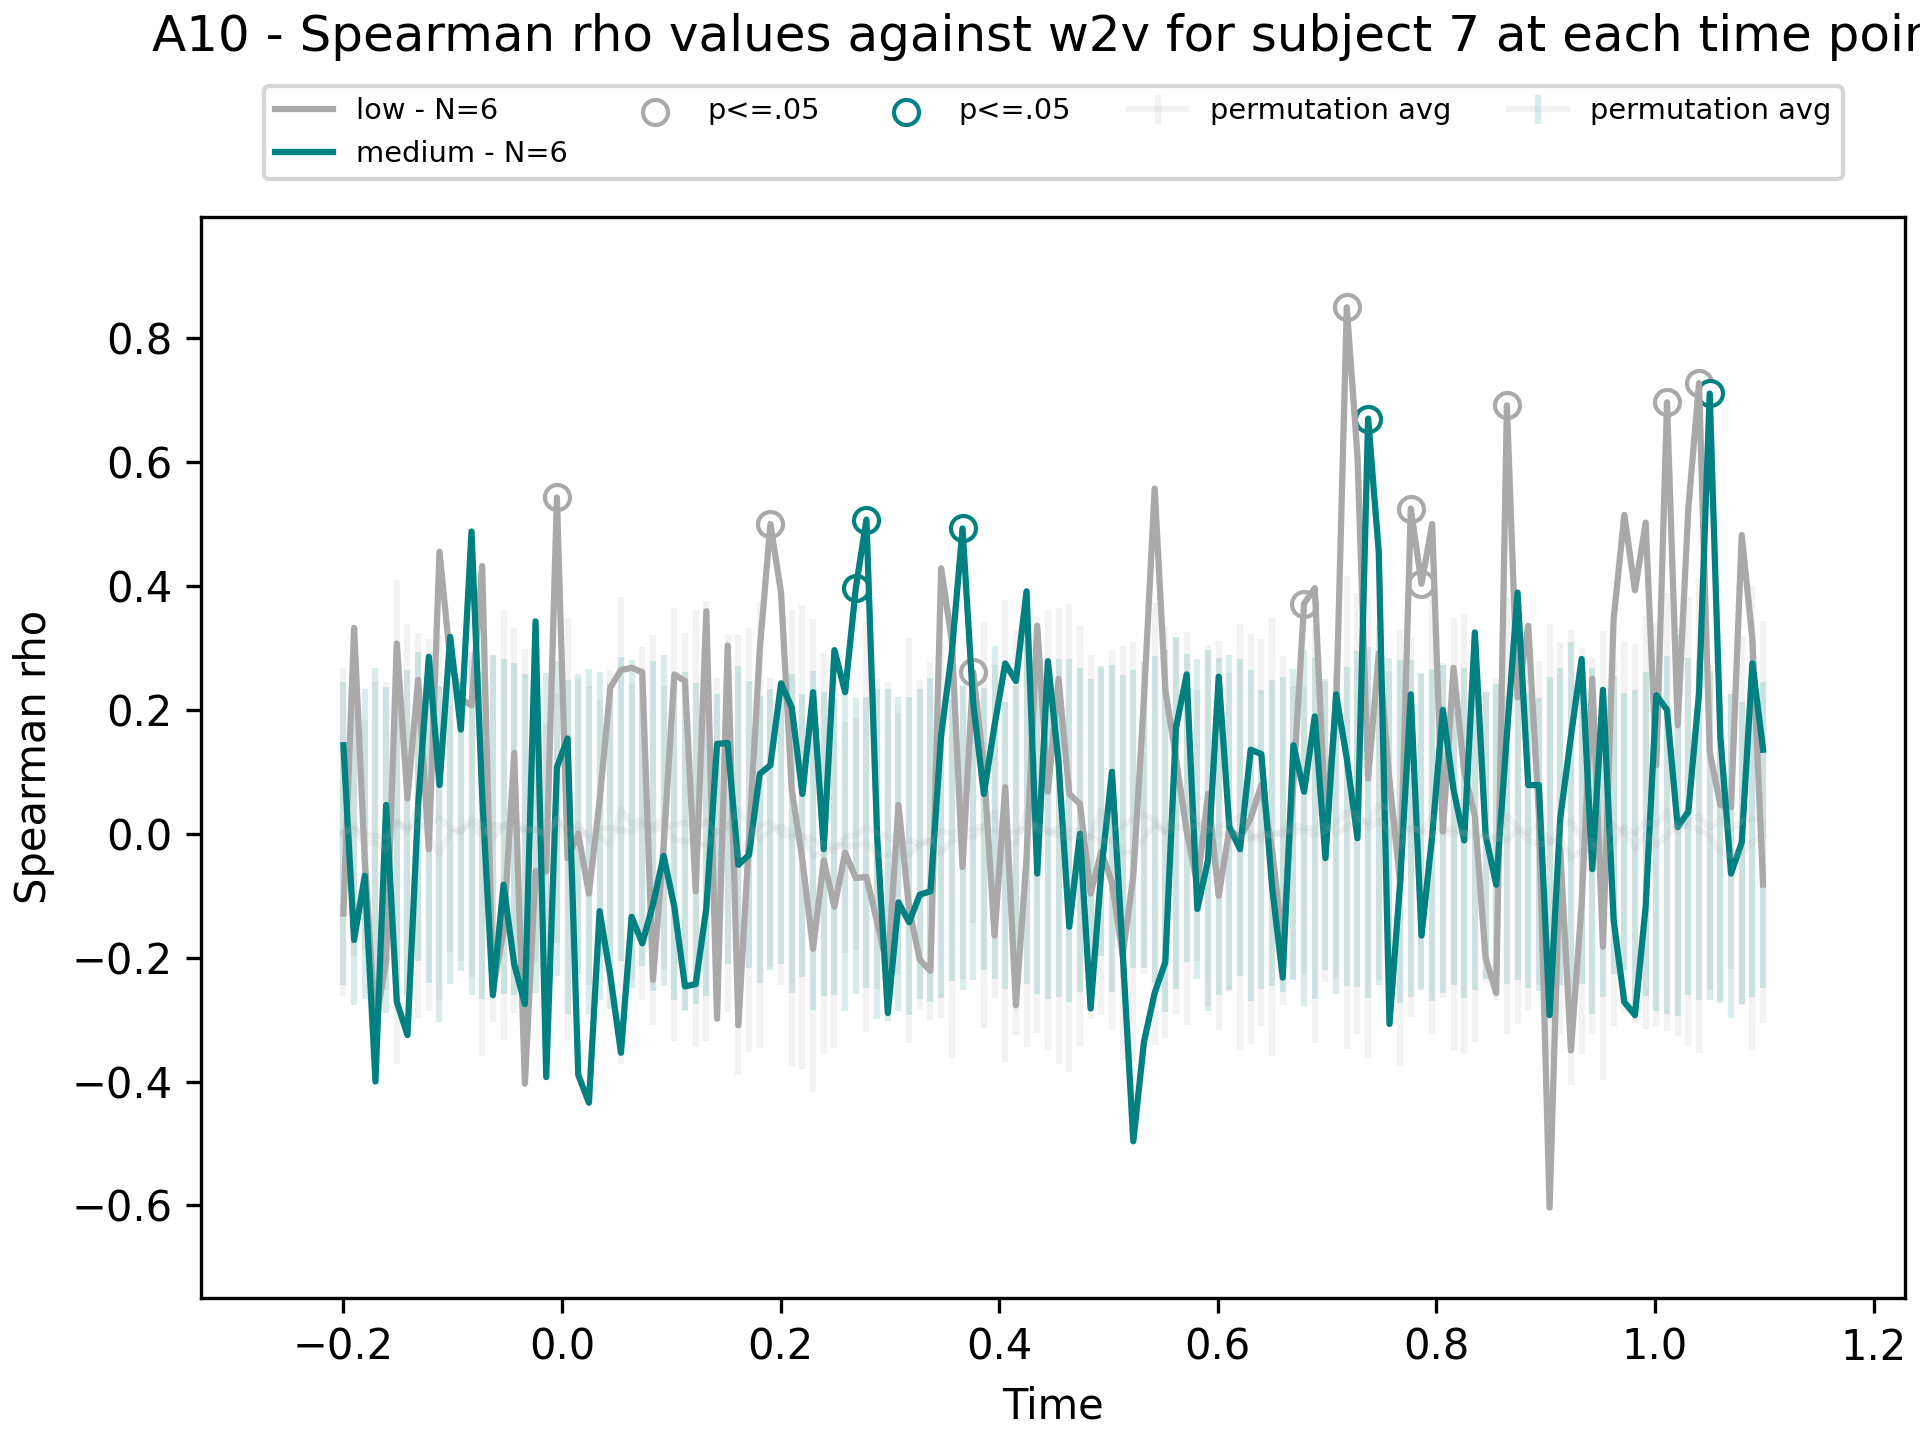 A10 - Spearman rho values against w2v for subject 7 at each time poin
low - N=6
medium - N=6
p<=.05
p<=.05
permutation avg
permutation avg
Spearman rho
0.8
0.6
0.4
0.2
0.0
−0.2
−0.4
−0.6
−0.2
0.0
0.2
0.4
0.6
0.8
1.0
1.2
Time